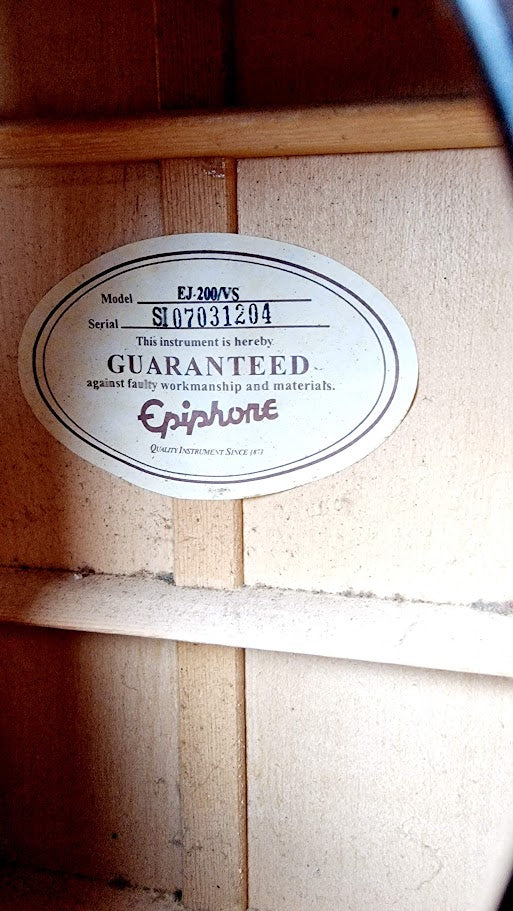 Model EJ-200/VS
Serial SI07031204
This instrument is hereby
GUARANTEED
against faulty workmanship and materials.
Epiphone
QUALITY INSTRUMENT SINCE 1873